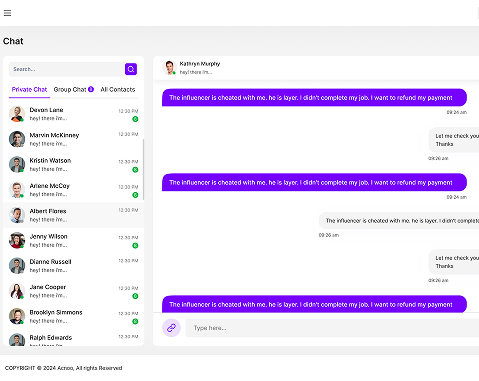 Chat
Search...
Private Chat
Group Chat 2
All Contacts
Devon Lane
12:30 PM
hey! there i'm...
6
Marvin McKinney
12:30 PM
hey! there i'm...
Kristin Watson
12:30 PM
hey! there i'm...
6
Arlene McCoy
12:30 PM
hey! there i'm...
6
Albert Flores
12:30 PM
hey! there i'm...
Jenny Wilson
12:30 PM
hey! there i'm...
6
Dianne Russell
12:30 PM
hey! there i'm...
Jane Cooper
12:30 PM
hey! there i'm...
6
Brooklyn Simmons
12:30 PM
hey! there i'm...
6
Ralph Edwards
12:30 PM
hey! there i'm...
Kathryn Murphy
hey! there i'm...
The influencer is cheated with me. he is layer. I didn't complete my job. I want to refund my payment
09:24 am
Let me check you
Thanks
09:26 am
The influencer is cheated with me. he is layer. I didn't complete my job. I want to refund my payment
09:24 am
The influencer is cheated with me. he is layer. I didn't complete
09:26 am
Let me check you
Thanks
09:26 am
The influencer is cheated with me. he is layer. I didn't complete my job. I want to refund my payment
Type here...
COPYRIGHT © 2024 Acnoo, All rights Reserved